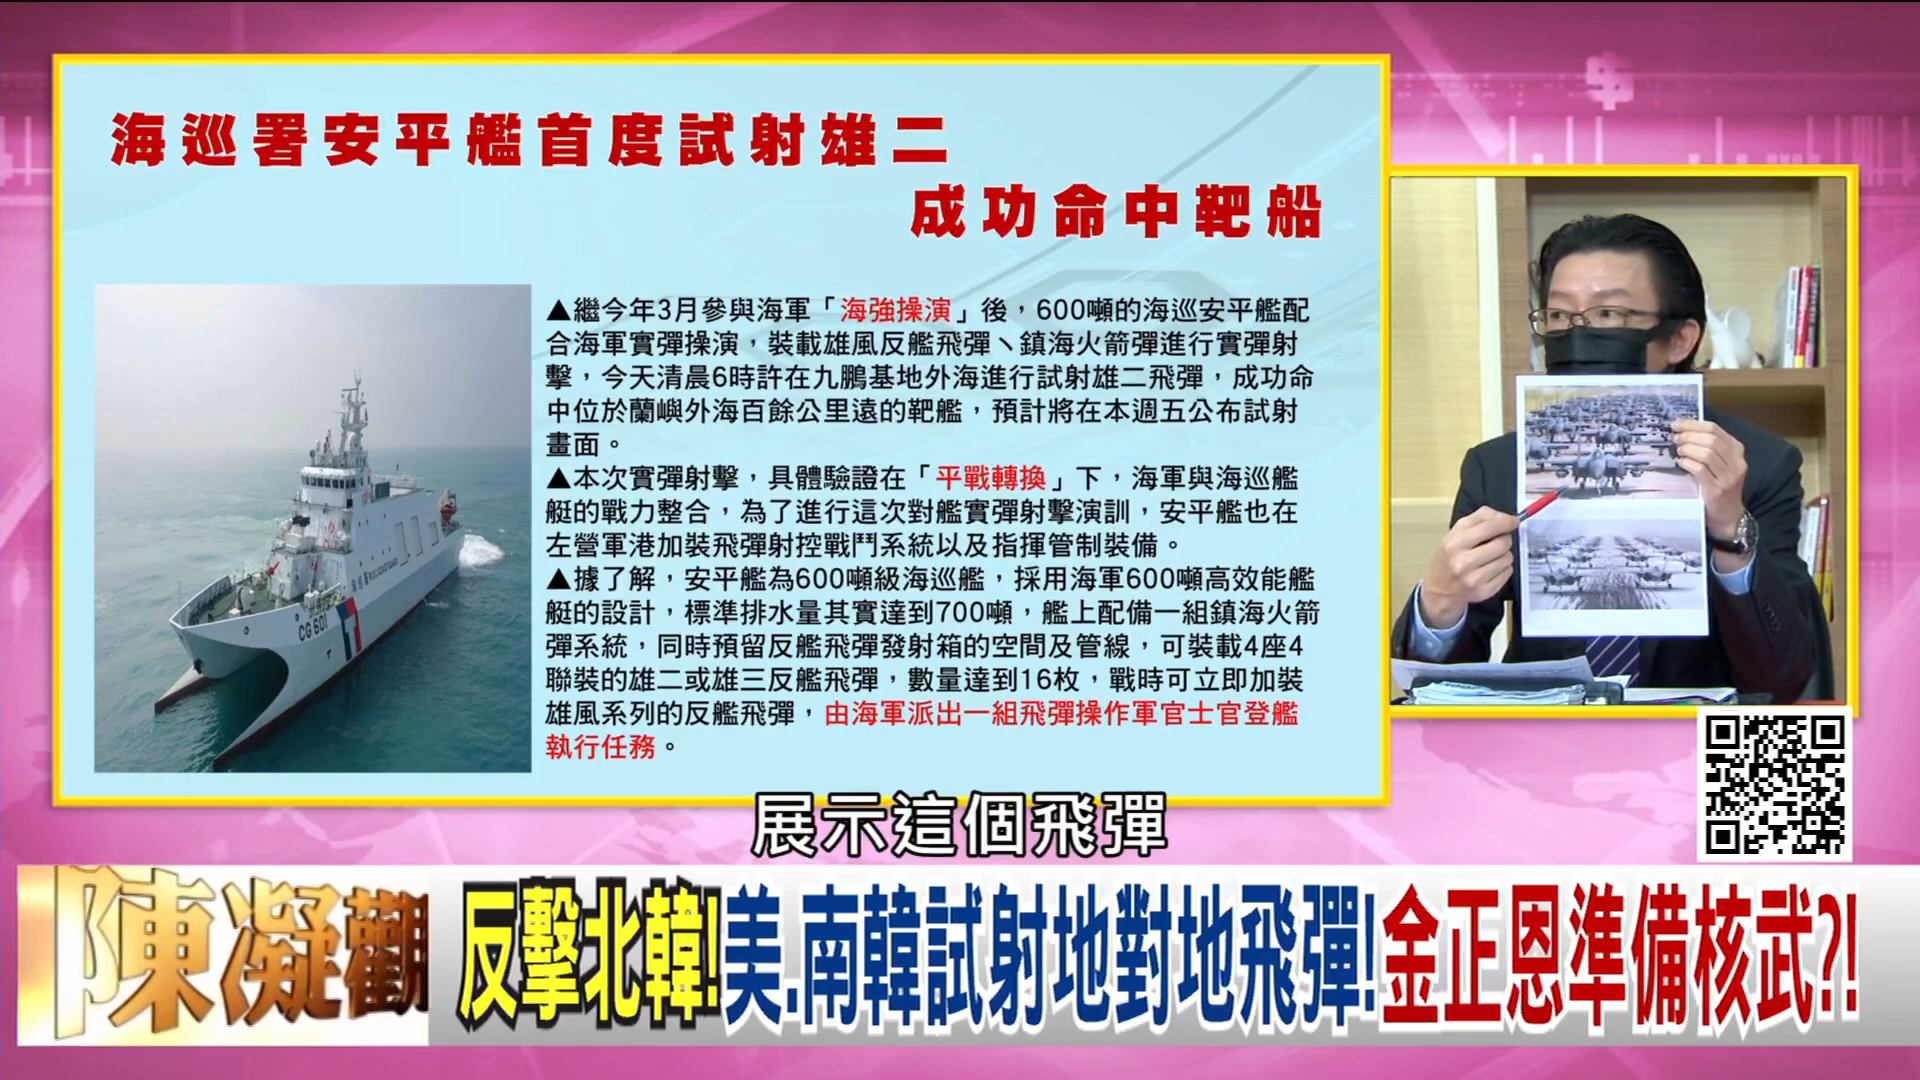 海巡署安平艦首度試射雄二
成功命中靶船
▲繼今年3月參與海軍「海強操演」後，600噸的海巡安平艦配
合海軍實彈操演，裝載雄風反艦飛彈、鎮海火箭彈進行實彈射
擊，今天清晨6時許在九鵬基地外海進行試射雄二飛彈，成功命
中位於蘭嶼外海百餘公里遠的靶艦，預計將在本週五公布試射
畫面。
▲本次實彈射擊，具體驗證在「平戰轉換」下，海軍與海巡艦
艇的戰力整合，為了進行這次對艦實彈射擊演訓，安平艦也在
左營軍港加裝飛彈射控戰鬥系統以及指揮管制裝備。
▲據了解，安平艦為600噸級海巡艦，採用海軍600噸高效能艦
艇的設計，標準排水量其實達到700噸，艦上配備一組鎮海火箭
彈系統，同時預留反艦飛彈發射箱的空間及管線，可裝載4座4
聯裝的雄二或雄三反艦飛彈，數量達到16枚，戰時可立即加裝
雄風系列的反艦飛彈，由海軍派出一組飛彈操作軍官士官登艦
執行任務。
CG 601
展示這個飛彈
陳凝觀
反擊北韓!美.南韓試射地對地飛彈!金正恩準備核武?!